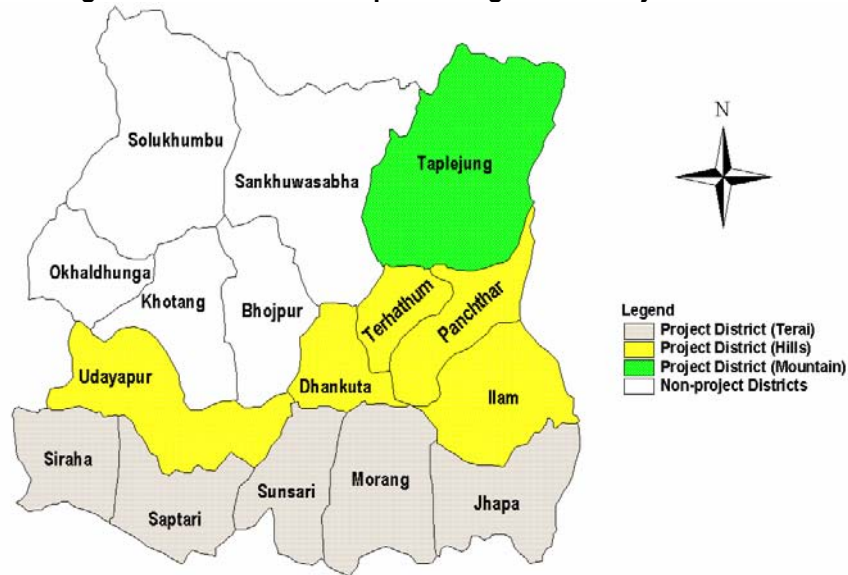 Solukhumbu
Sankhuwasabha
Taplejung
N
Okhaldhunga
Khotang
Bhojpur
Terhathum
Panchthar
Udayapur
Dhankuta
Ilam
Siraha
Saptari
Sunsari
Morang
Jhapa
Legend
Project District (Terai)
Project District (Hills)
Project District (Mountain)
Non-project Districts